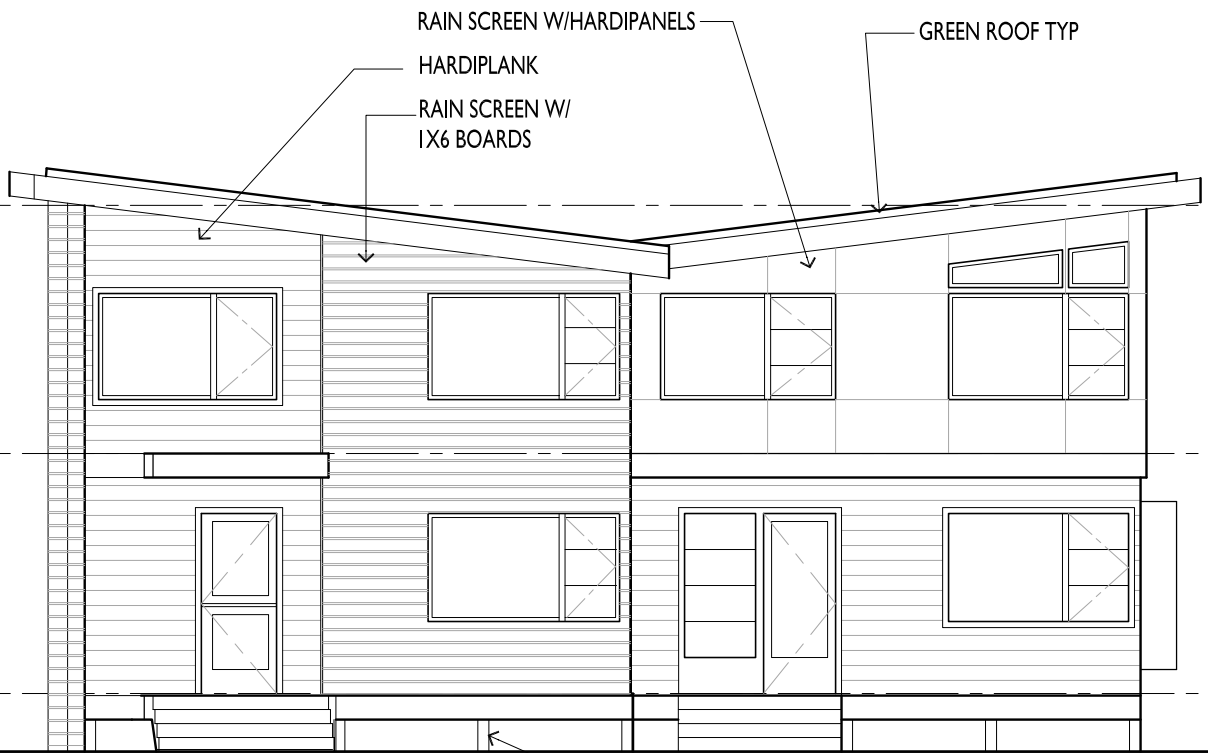 RAIN SCREEN W/HARDIPANELS
GREEN ROOF TYP
HARDIPLANK
RAIN SCREEN W/
1X6 BOARDS